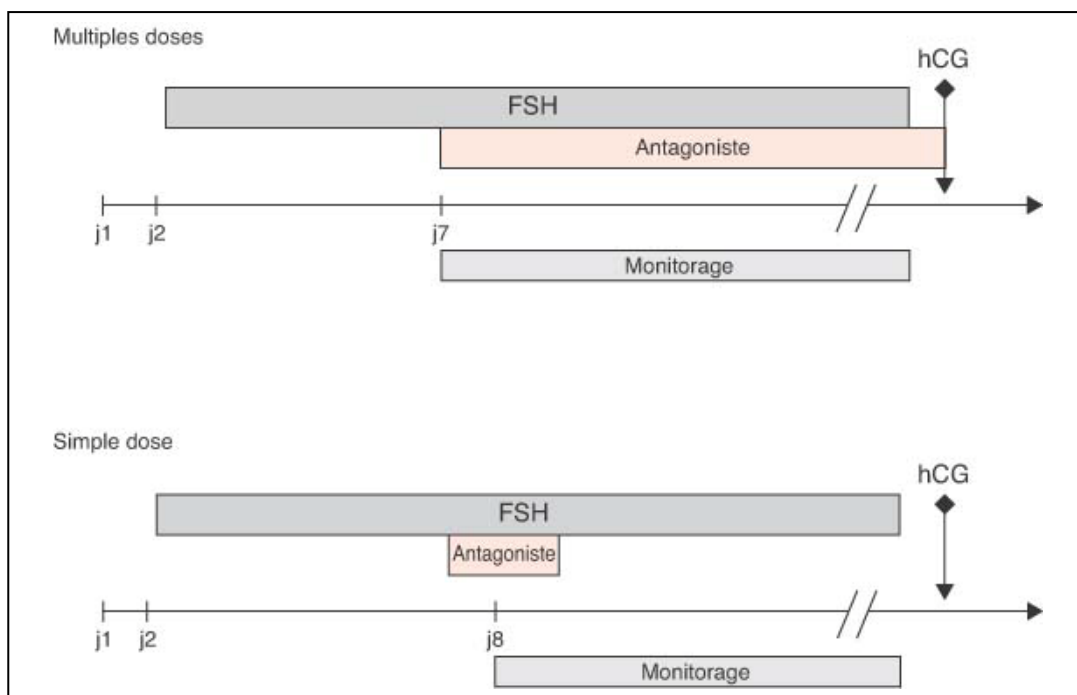 Multiples doses
hCG
FSH
Antagoniste
j1 j2 j7
Monitorage
Simple dose
hCG
FSH
Antagoniste
j1 j2 j8
Monitorage